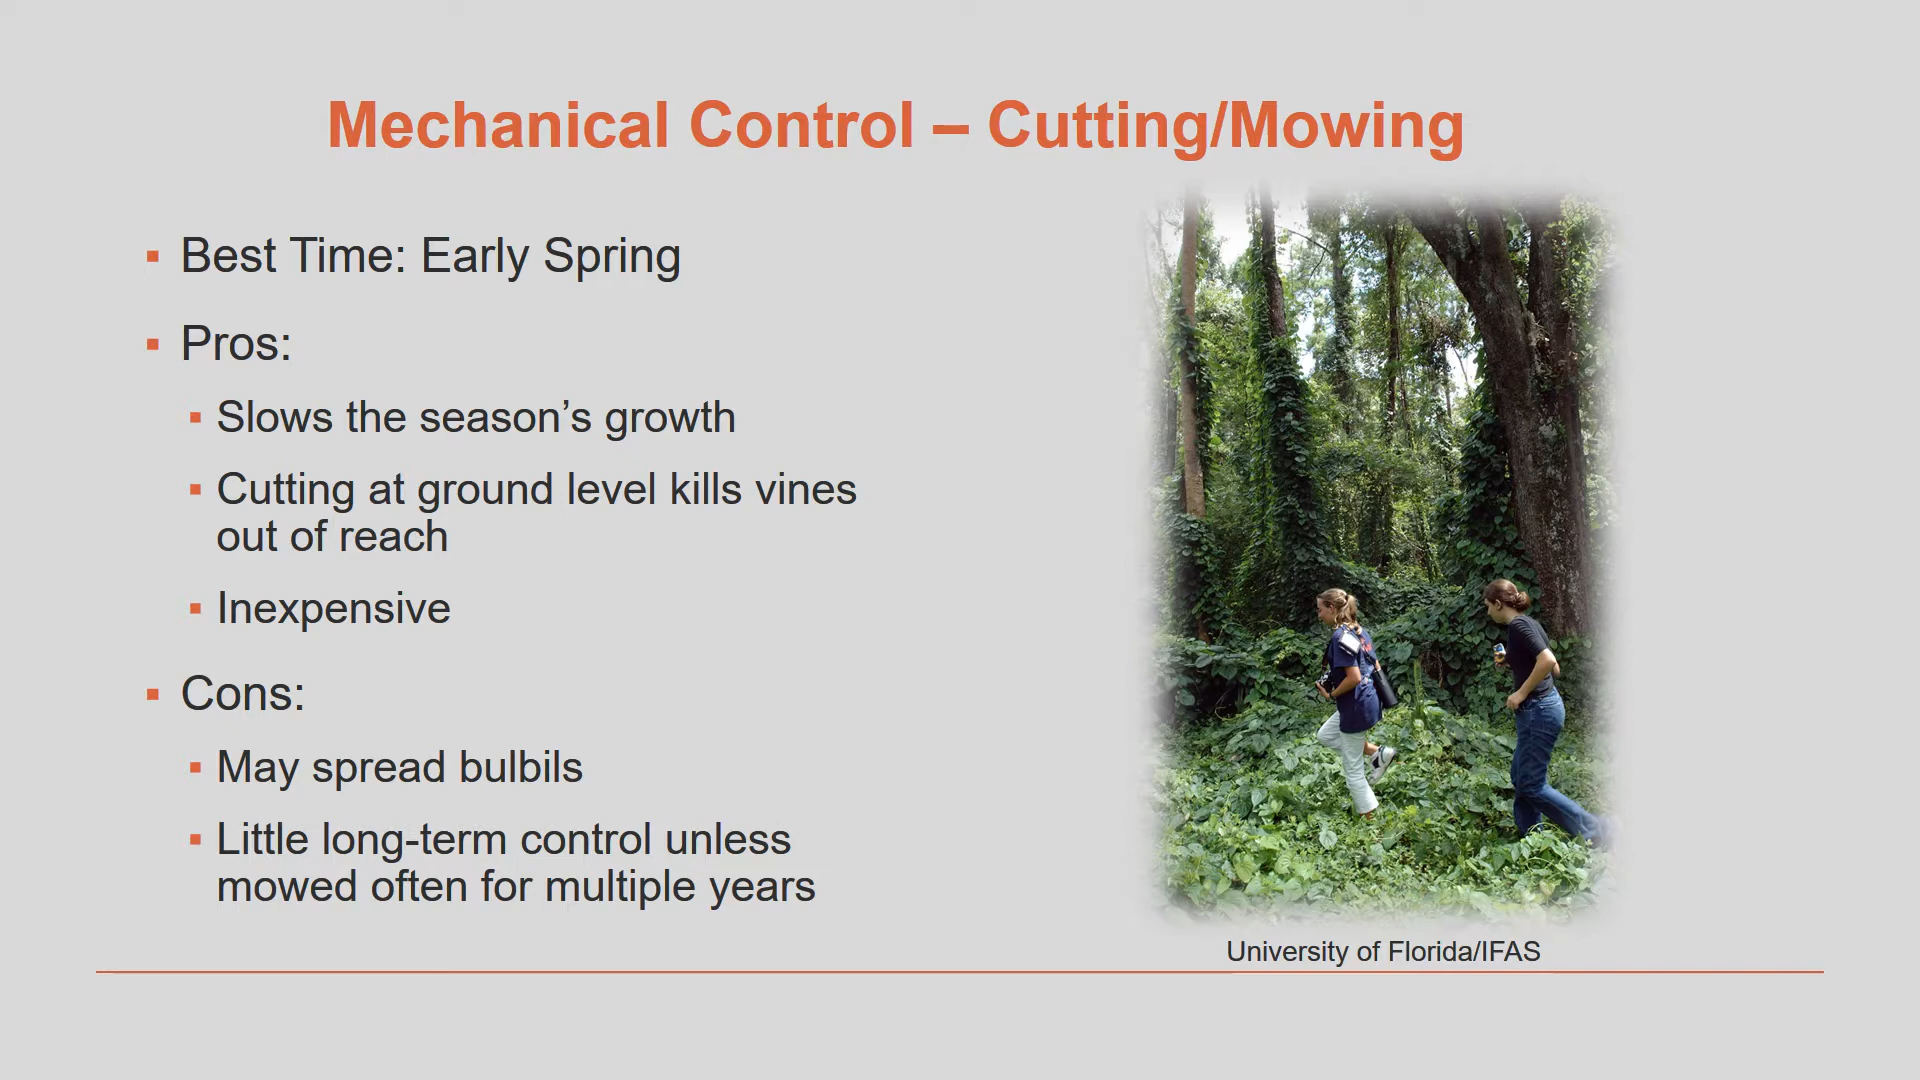 Mechanical Control – Cutting/Mowing
▪ Best Time: Early Spring
▪ Pros:
▪ Slows the season’s growth
▪ Cutting at ground level kills vines
out of reach
▪ Inexpensive
▪ Cons:
▪ May spread bulbils
▪ Little long-term control unless
mowed often for multiple years
University of Florida/IFAS